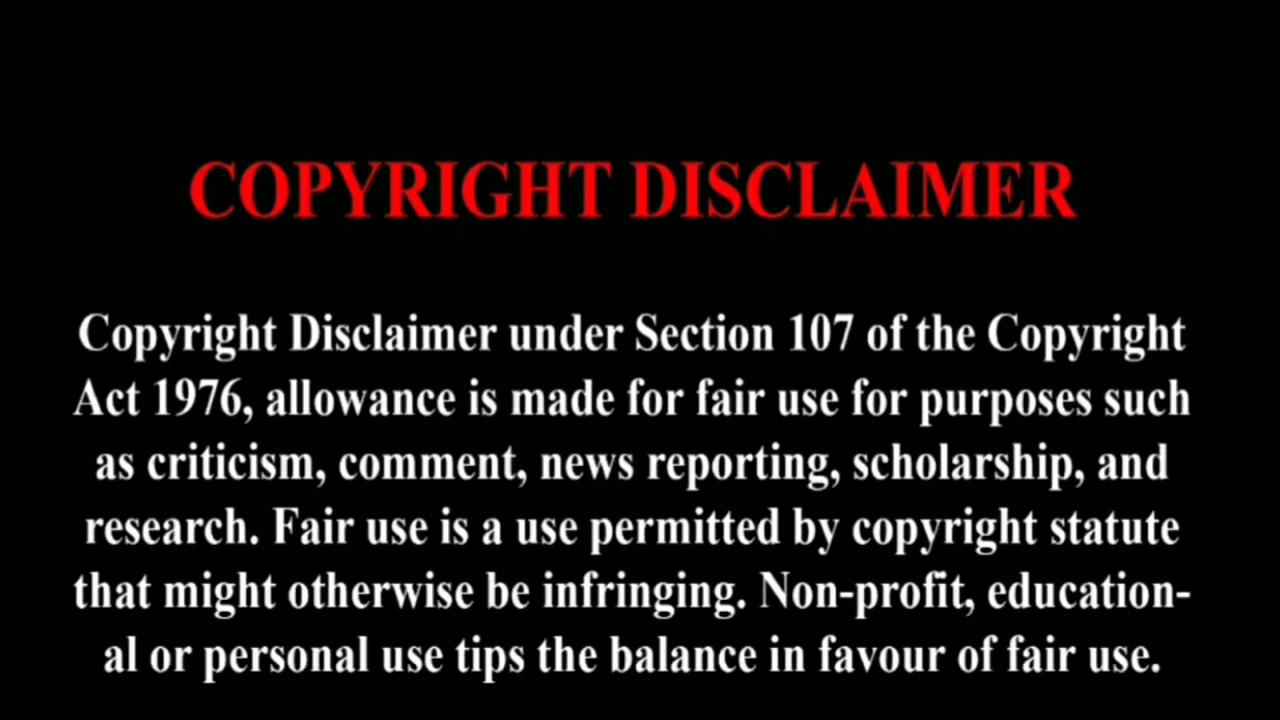 COPYRIGHT DISCLAIMER
Copyright Disclaimer under Section 107 of the Copyright
Act 1976, allowance is made for fair use for purposes such
as criticism, comment, news reporting, scholarship, and
research. Fair use is a use permitted by copyright statute
that might otherwise be infringing. Non-profit, education-
al or personal use tips the balance in favour of fair use.